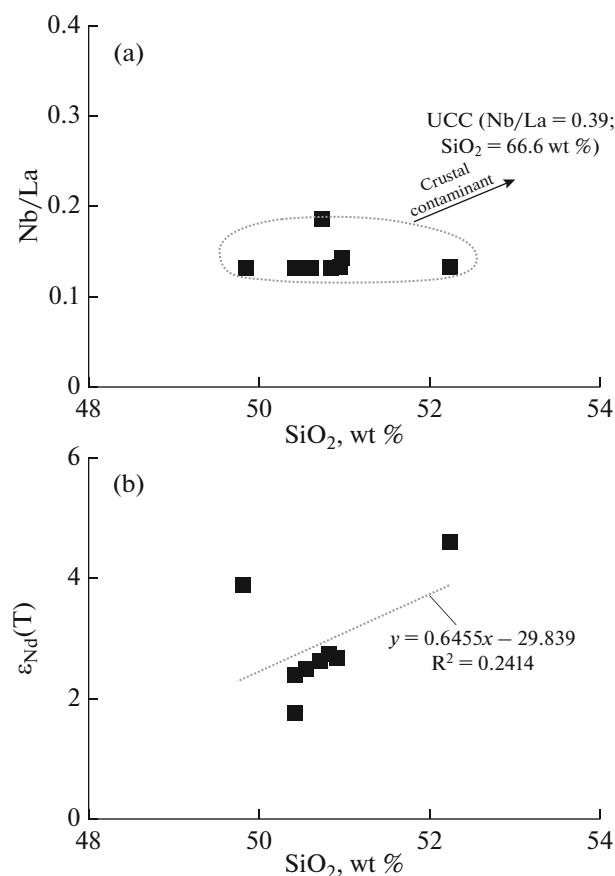 0.4
(a)
UCC (Nb/La = 0.39;
SiO₂ = 66.6 wt %)
0.3
Crustal
contaminant
Nb/La
0.2
0.1
0
48
50
52
54
SiO₂, wt %
6
(b)
4
εNd(T)
y = 0.6455x − 29.839
R² = 0.2414
2
0
48
50
52
54
SiO₂, wt %